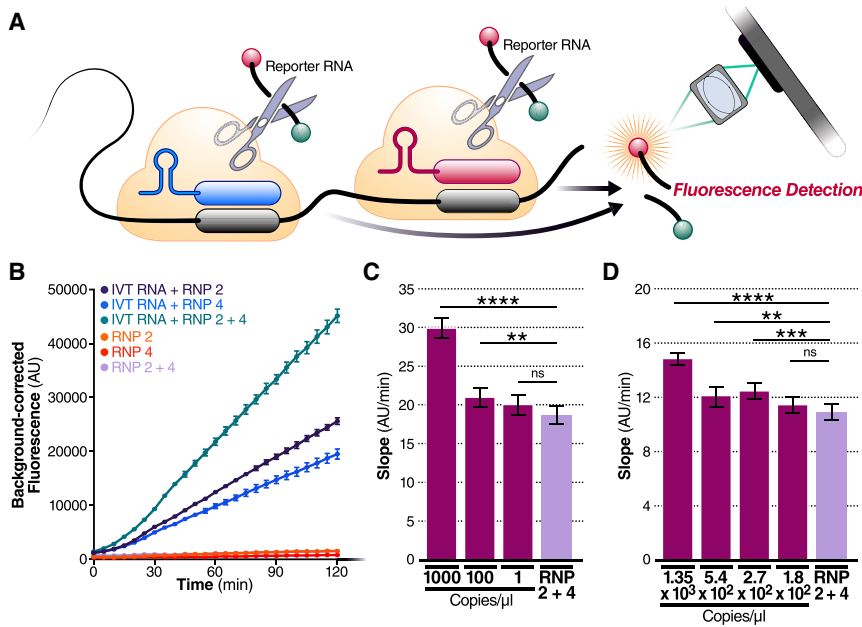 A
Reporter RNA
Reporter RNA
Fluorescence Detection
B
Background-corrected
Fluorescence (AU)
50000
40000
30000
20000
10000
0
IVT RNA + RNP 2
IVT RNA + RNP 4
IVT RNA + RNP 2 + 4
RNP 2
RNP 4
RNP 2 + 4
0 30 60 90 120
Time (min)
C
Slope (AU/min)
35
30
25
20
15
10
5
0
****
**
ns
1000 100 1 RNP
2 + 4
Copies/µl
D
Slope (AU/min)
20
16
12
8
4
0
****
**
***
ns
1.35 5.4 2.7 1.8 RNP
x 10³ x 10² x 10² x 10² 2 + 4
Copies/µl